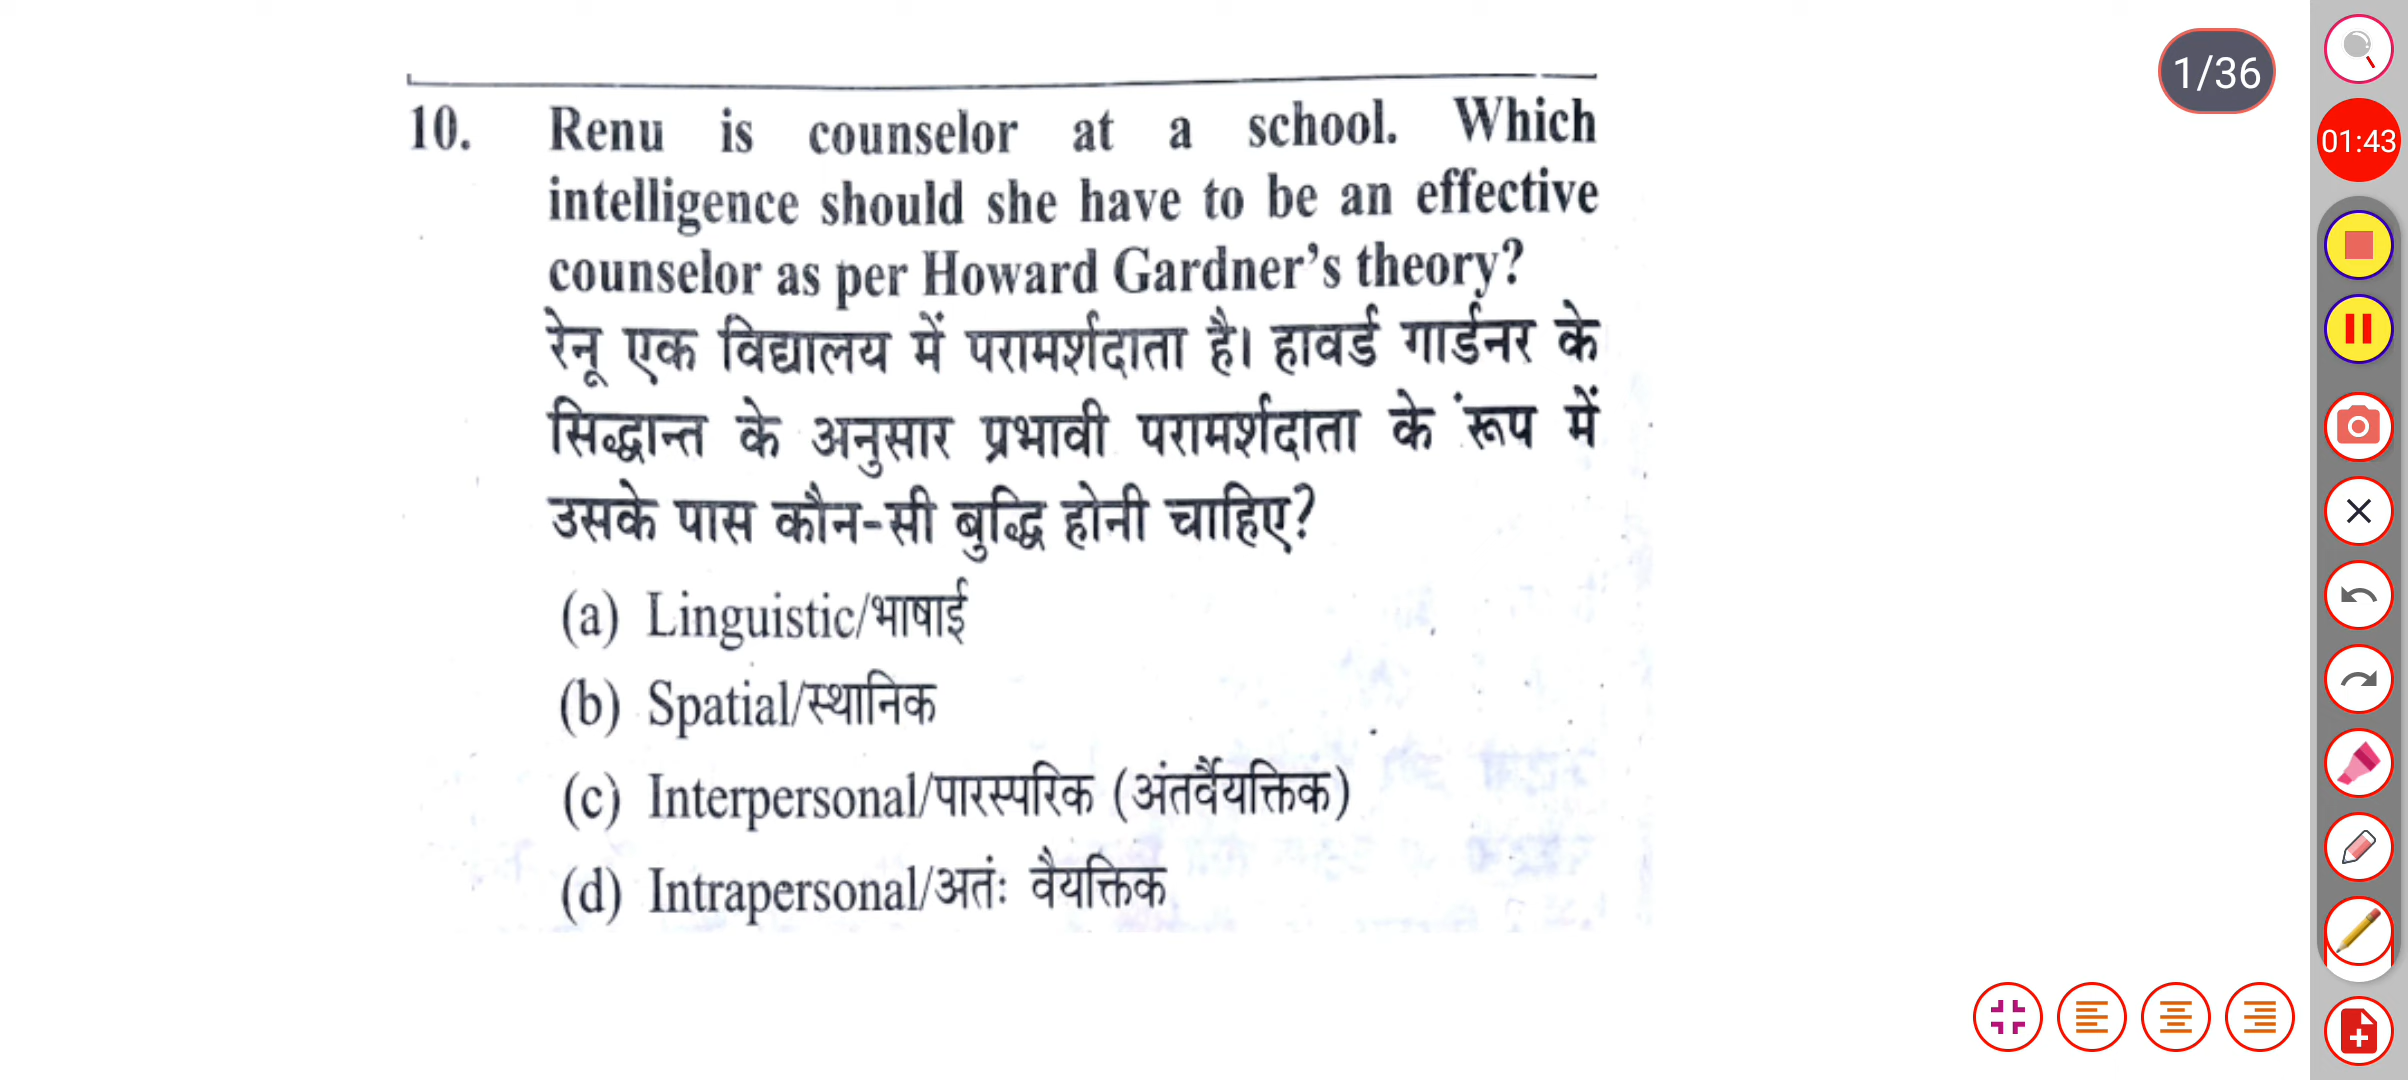 1/36
01:43
10. Renu is counselor at a school. Which
intelligence should she have to be an effective
counselor as per Howard Gardner's theory?
रेनू एक विद्यालय में परामर्शदाता है। हावर्ड गार्डनर के
सिद्धान्त के अनुसार प्रभावी परामर्शदाता के रूप में
उसके पास कौन-सी बुद्धि होनी चाहिए?
(a) Linguistic/भाषाई
(b) Spatial/स्थानिक
(c) Interpersonal/पारस्परिक (अंतर्वैयक्तिक)
(d) Intrapersonal/अतंः वैयक्तिक